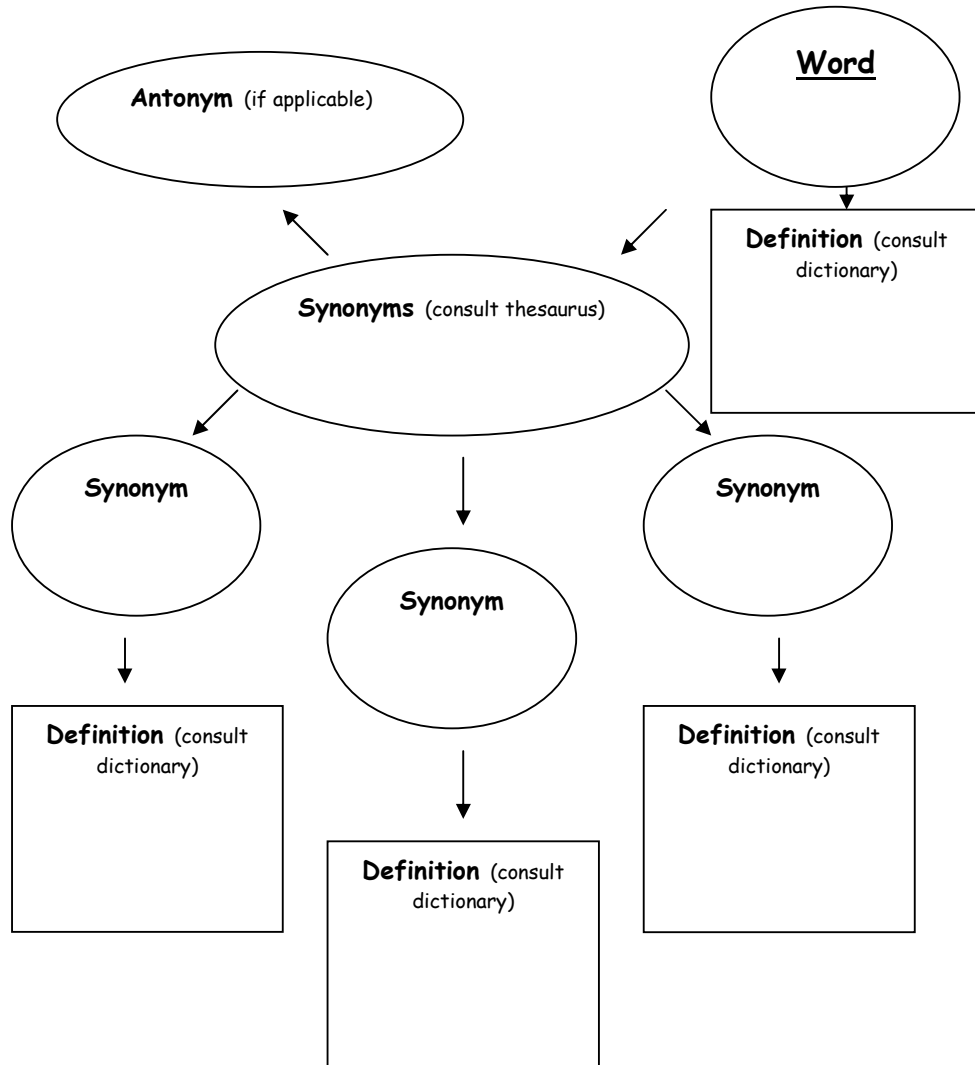 Word
Antonym (if applicable)
Definition (consult
dictionary)
Synonyms (consult thesaurus)
Synonym
Synonym
Synonym
Definition (consult
dictionary)
Definition (consult
dictionary)
Definition (consult
dictionary)